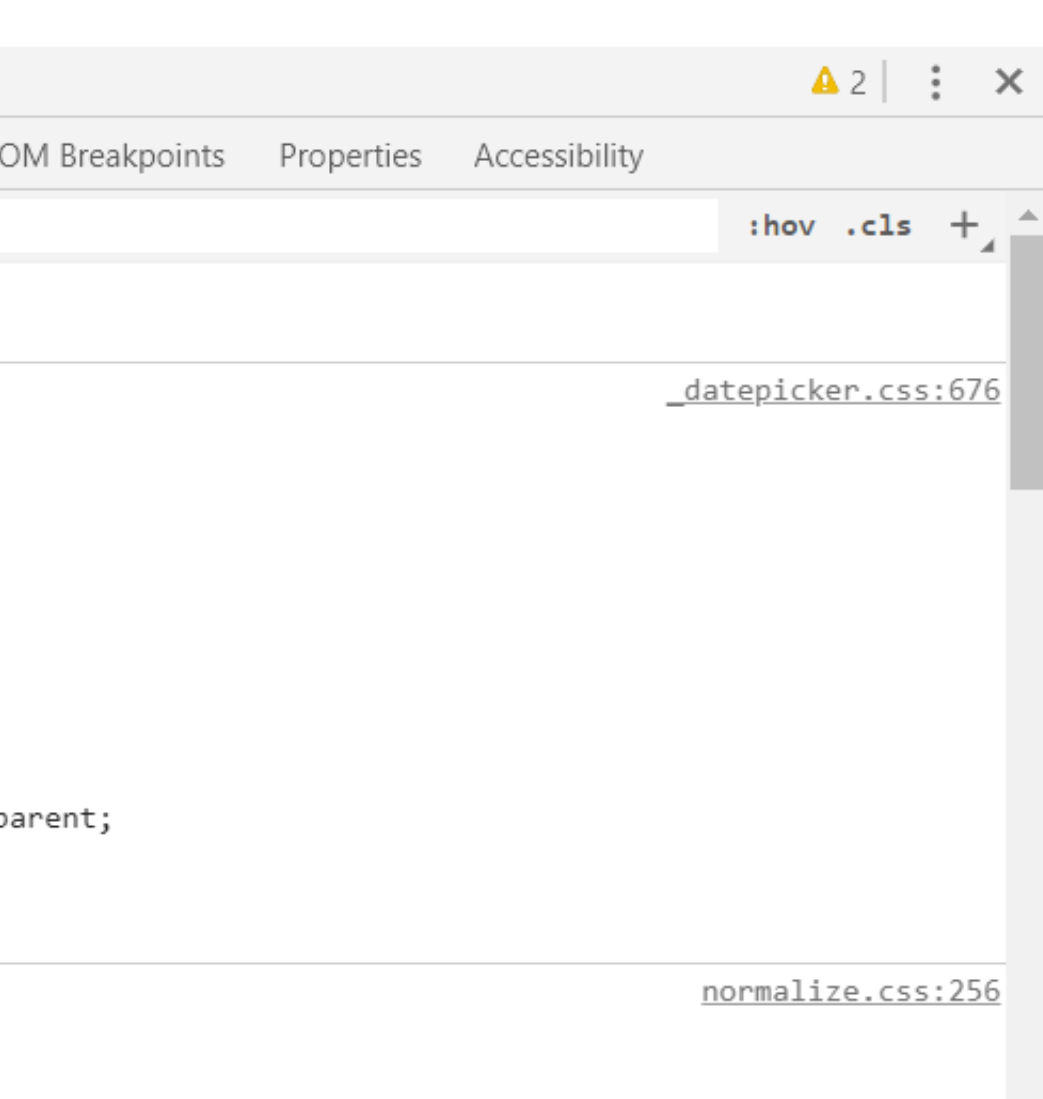 2
OM Breakpoints Properties Accessibility
:hov .cls +
_datepicker.css:676
parent;
normalize.css:256